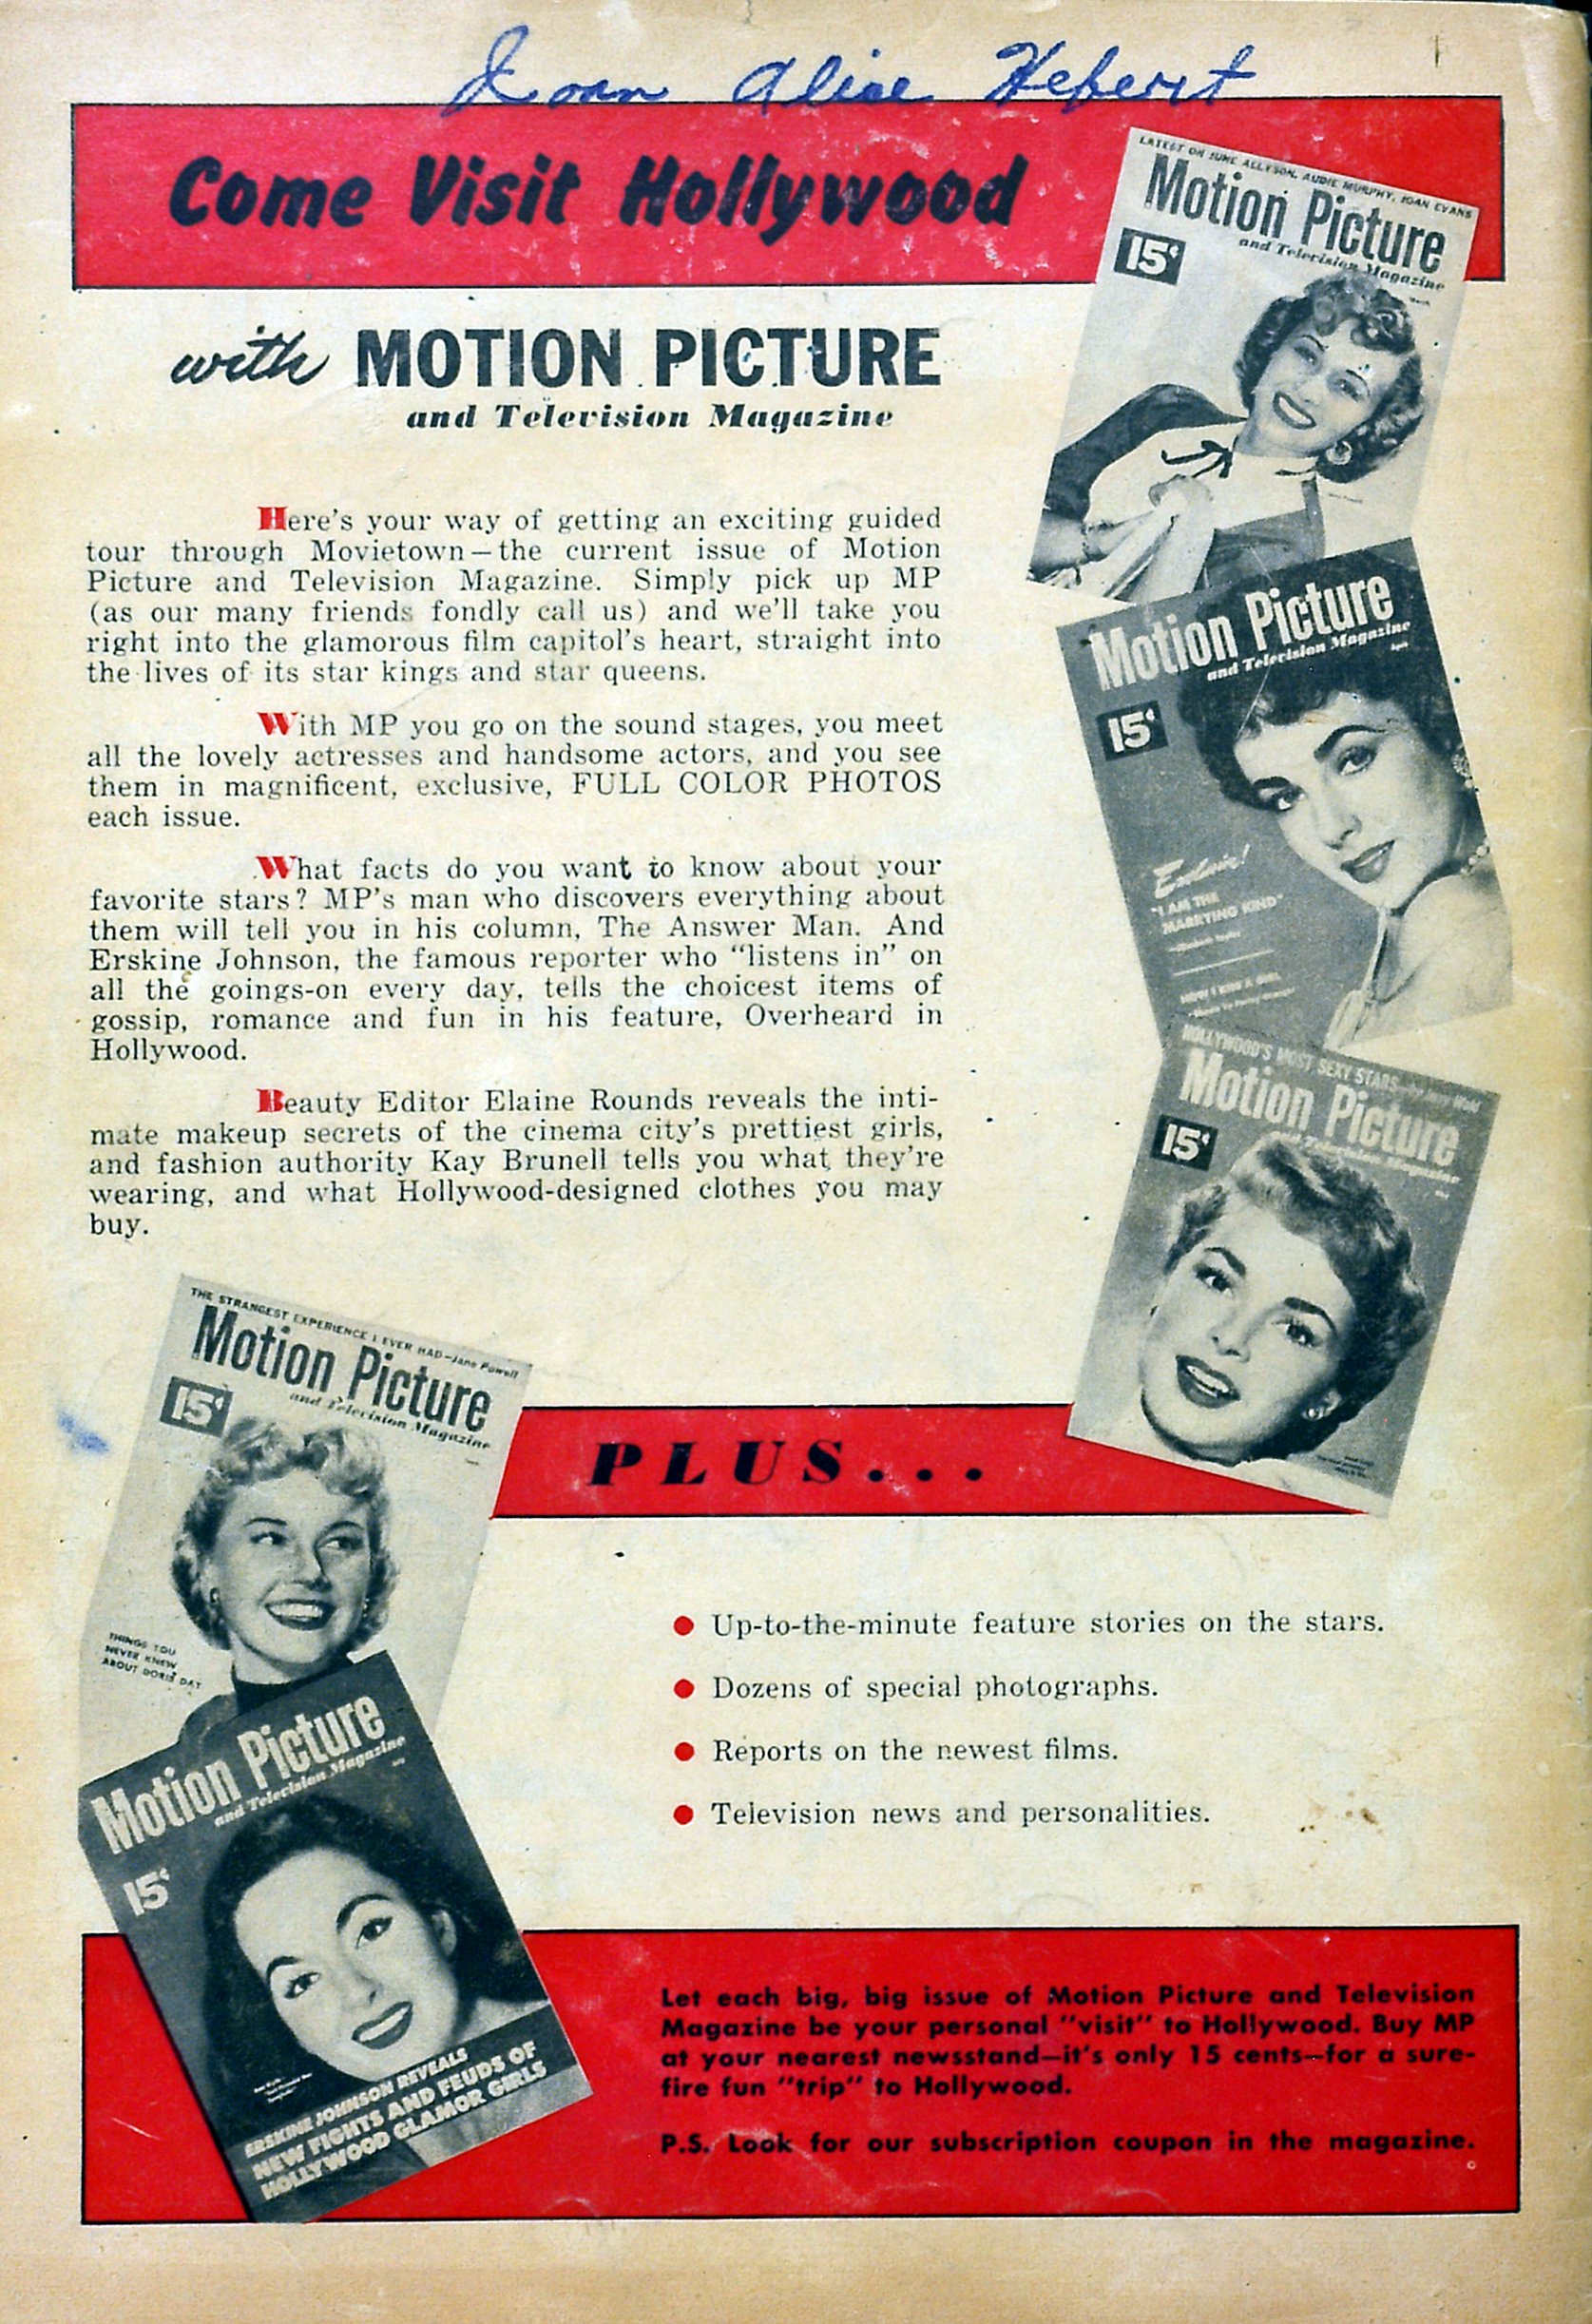 Joan Alice Hebert
Come Visit Hollywood
with MOTION PICTURE
and Television Magazine
Here's your way of getting an exciting guided
tour through Movietown—the current issue of Motion
Picture and Television Magazine. Simply pick up MP
(as our many friends fondly call us) and we'll take you
right into the glamorous film capitol's heart, straight into
the lives of its star kings and star queens.
With MP you go on the sound stages, you meet
all the lovely actresses and handsome actors, and you see
them in magnificent, exclusive, FULL COLOR PHOTOS
each issue.
What facts do you want to know about your
favorite stars? MP's man who discovers everything about
them will tell you in his column, The Answer Man. And
Erskine Johnson, the famous reporter who "listens in" on
all the goings-on every day, tells the choicest items of
gossip, romance and fun in his feature, Overheard in
Hollywood.
Beauty Editor Elaine Rounds reveals the inti-
mate makeup secrets of the cinema city's prettiest girls,
and fashion authority Kay Brunell tells you what they're
wearing, and what Hollywood-designed clothes you may
buy.
LATEST ON JUNE ALLYSON, AUDIE MURPHY, JOAN EVANS
Motion Picture
and Television Magazine
15¢
March
Motion Picture
and Television Magazine
15¢
"I AM THE
MARRYING KIND"
HOLLYWOOD'S MOST SEXY STARS
Motion Picture
and Television Magazine
15¢
THE STRANGEST EXPERIENCE I EVER HAD—Jane Powell
Motion Picture
and Television Magazine
15¢
THINGS YOU
NEVER KNEW
ABOUT DORIS DAY
Motion Picture
and Television Magazine
15¢
ERSKINE JOHNSON REVEALS
NEW FIGHTS AND FEUDS OF
HOLLYWOOD GLAMOR GIRLS
PLUS...
● Up-to-the-minute feature stories on the stars.
● Dozens of special photographs.
● Reports on the newest films.
● Television news and personalities.
Let each big, big issue of Motion Picture and Television
Magazine be your personal "visit" to Hollywood. Buy MP
at your nearest newsstand—it's only 15 cents—for a sure-
fire fun "trip" to Hollywood.
P.S. Look for our subscription coupon in the magazine.